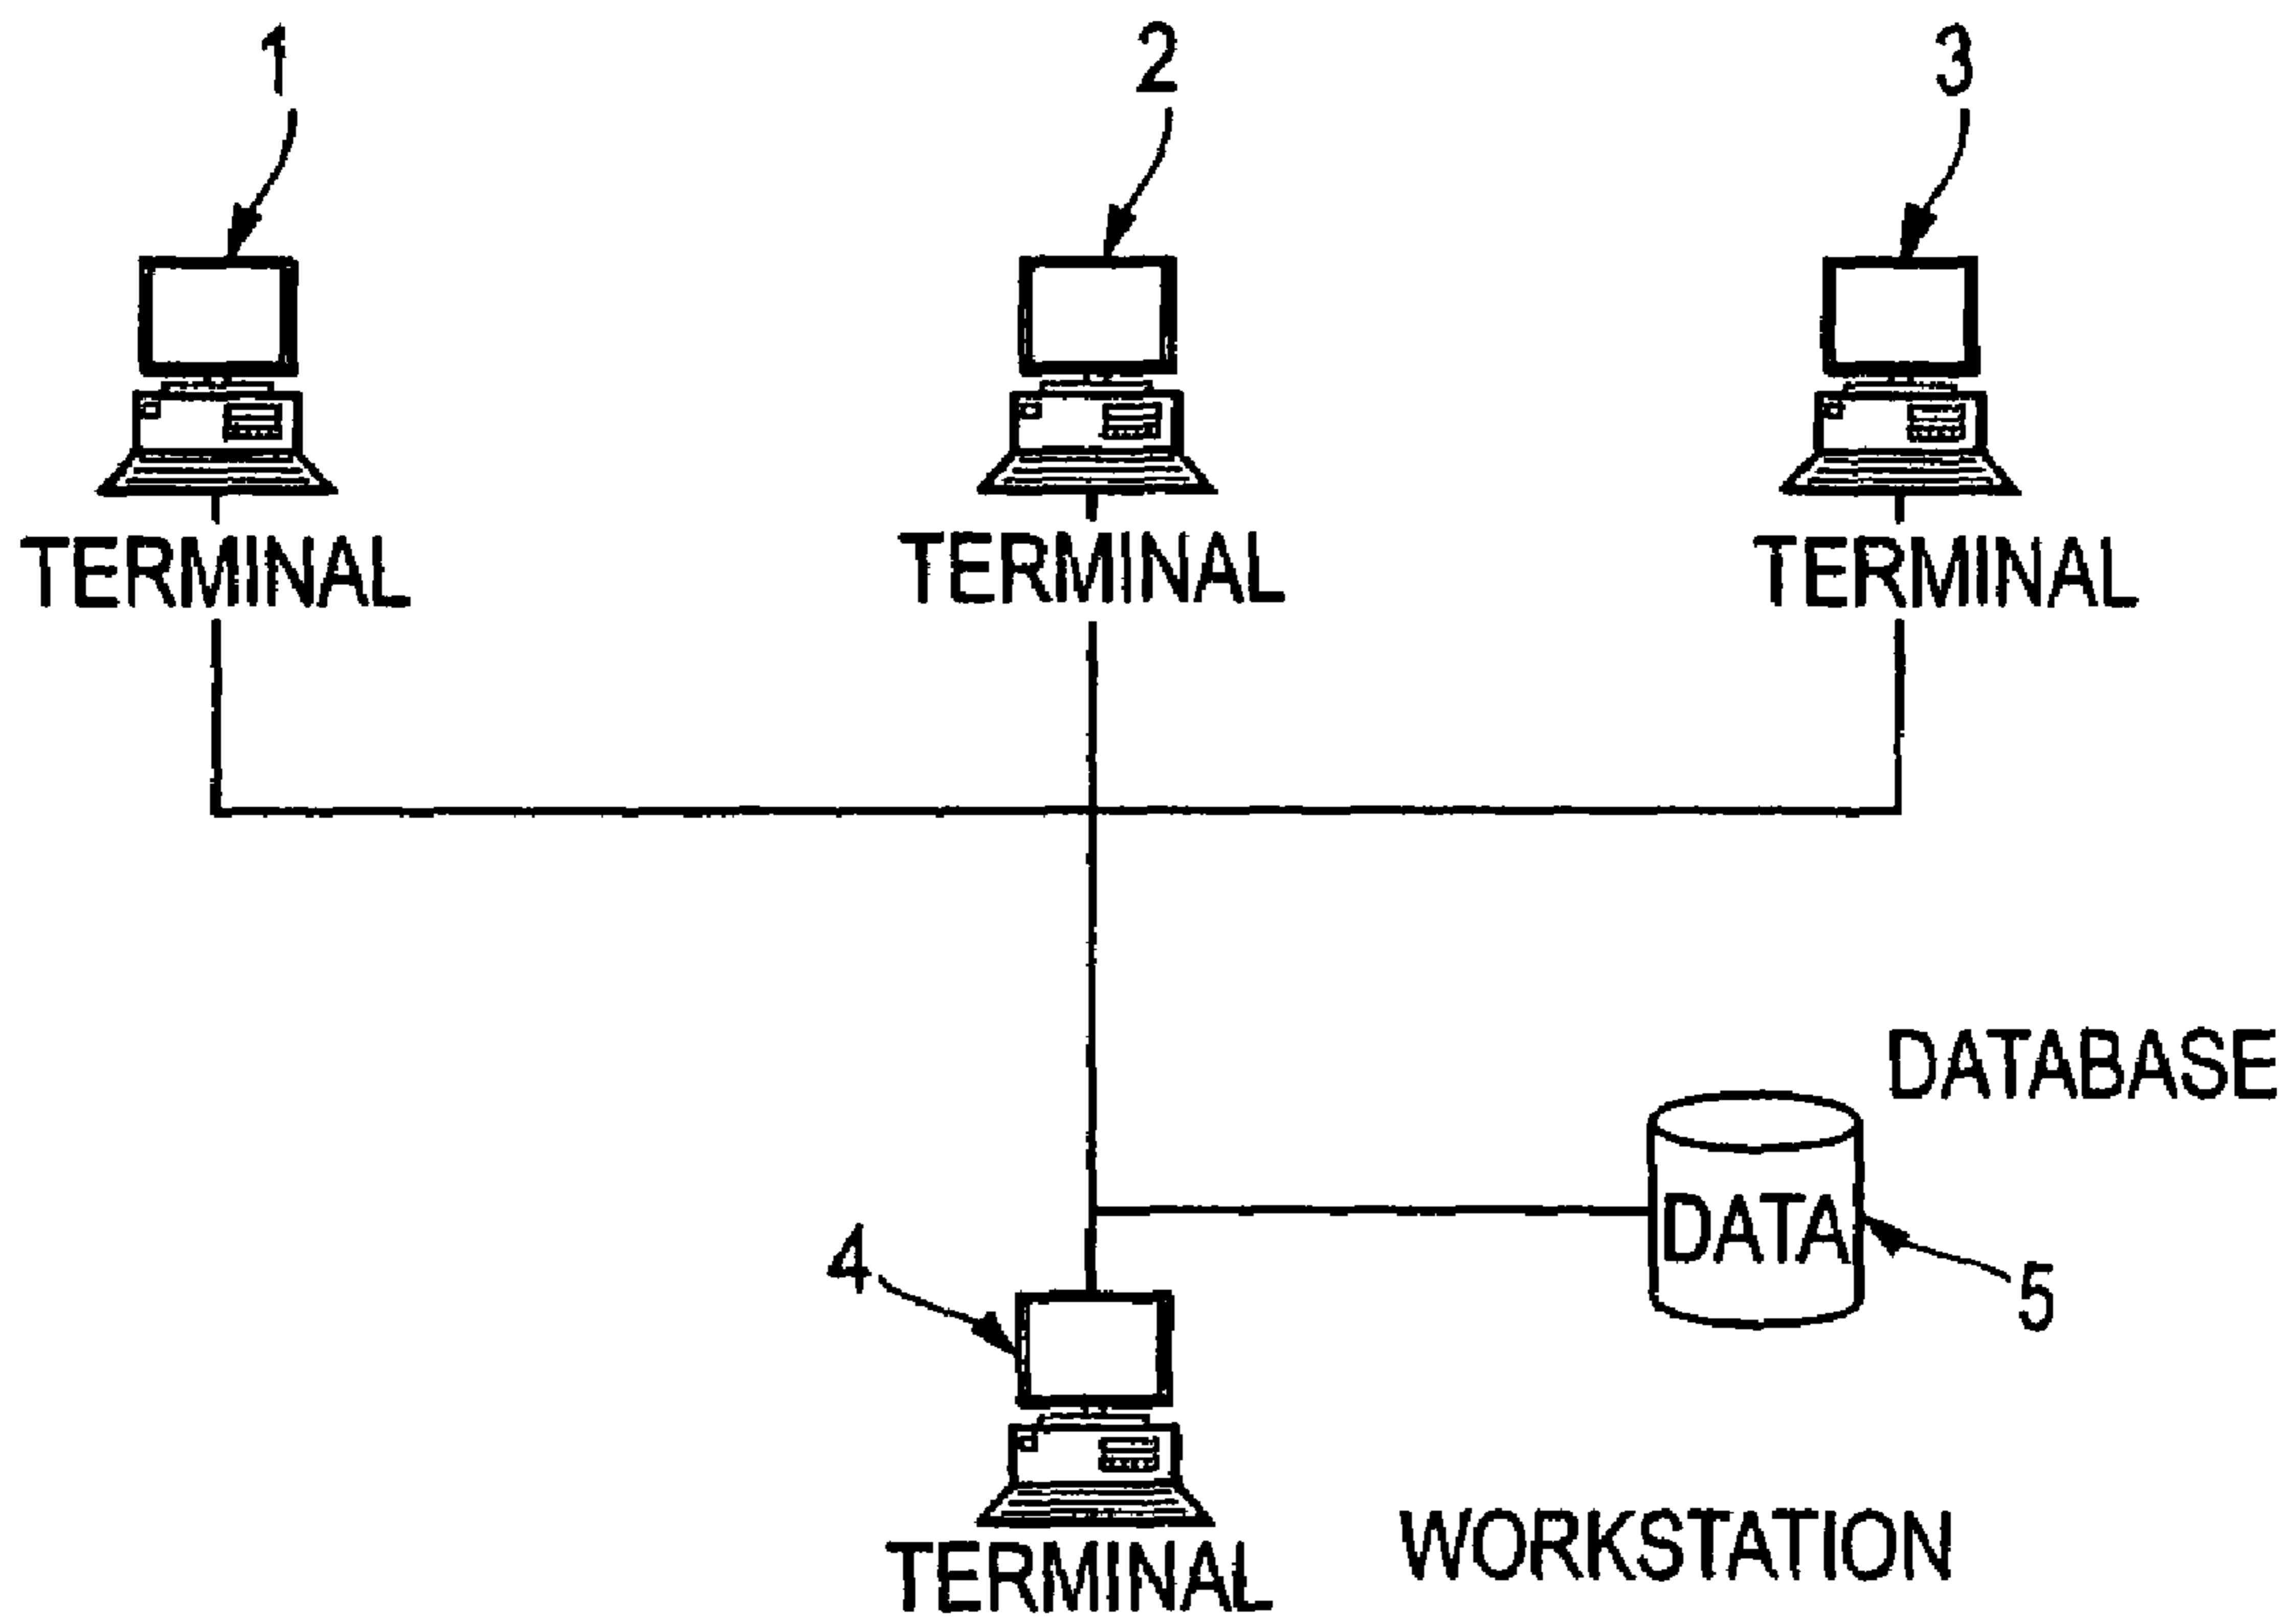 1
2
3
TERMINAL
TERMINAL
TERMINAL
DATABASE
DATA
4
5
TERMINAL
WORKSTATION